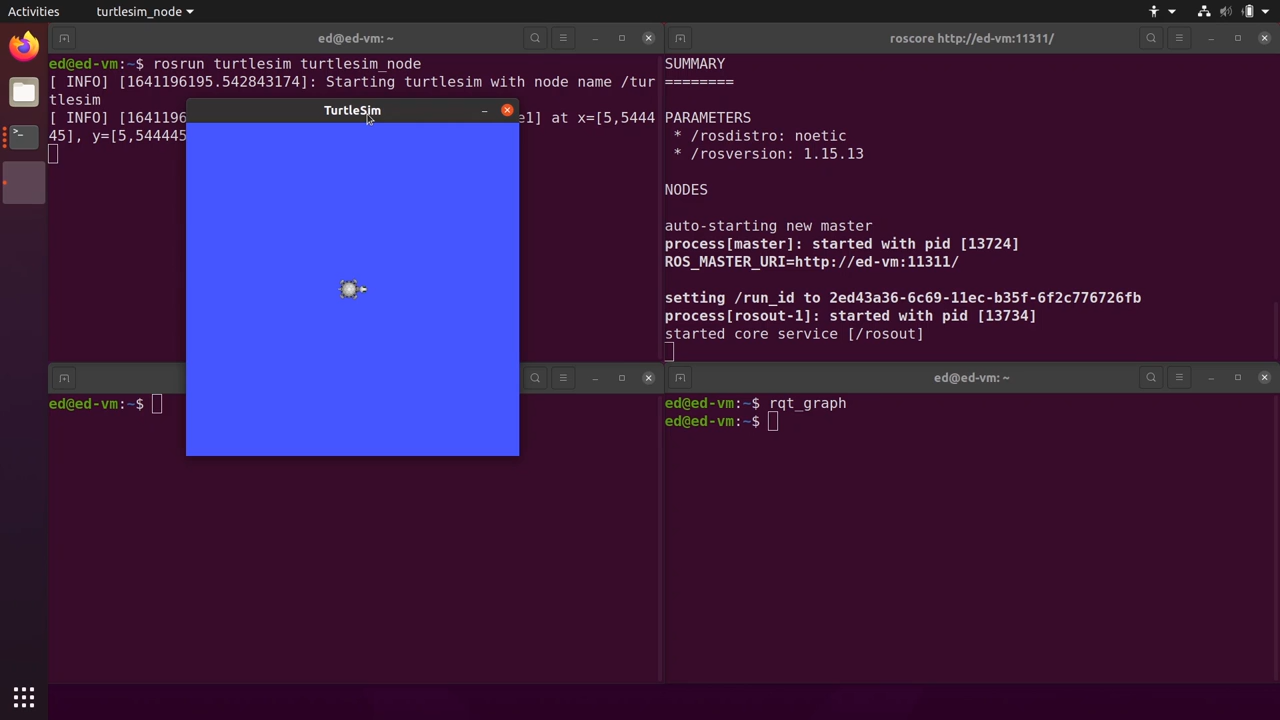 Activities
turtlesim_node
ed@ed-vm: ~
ed@ed-vm:~$ rosrun turtlesim turtlesim_node
[ INFO] [1641196195.542843174]: Starting turtlesim with node name /tur
tlesim
[ INFO] [164119
e1] at x=[5,5444
45], y=[5,544445
TurtleSim
roscore http://ed-vm:11311/
SUMMARY
========
PARAMETERS
* /rosdistro: noetic
* /rosversion: 1.15.13
NODES
auto-starting new master
process[master]: started with pid [13724]
ROS_MASTER_URI=http://ed-vm:11311/
setting /run_id to 2ed43a36-6c69-11ec-b35f-6f2c776726fb
process[rosout-1]: started with pid [13734]
started core service [/rosout]
ed@ed-vm:~$
ed@ed-vm: ~
ed@ed-vm:~$ rqt_graph
ed@ed-vm:~$